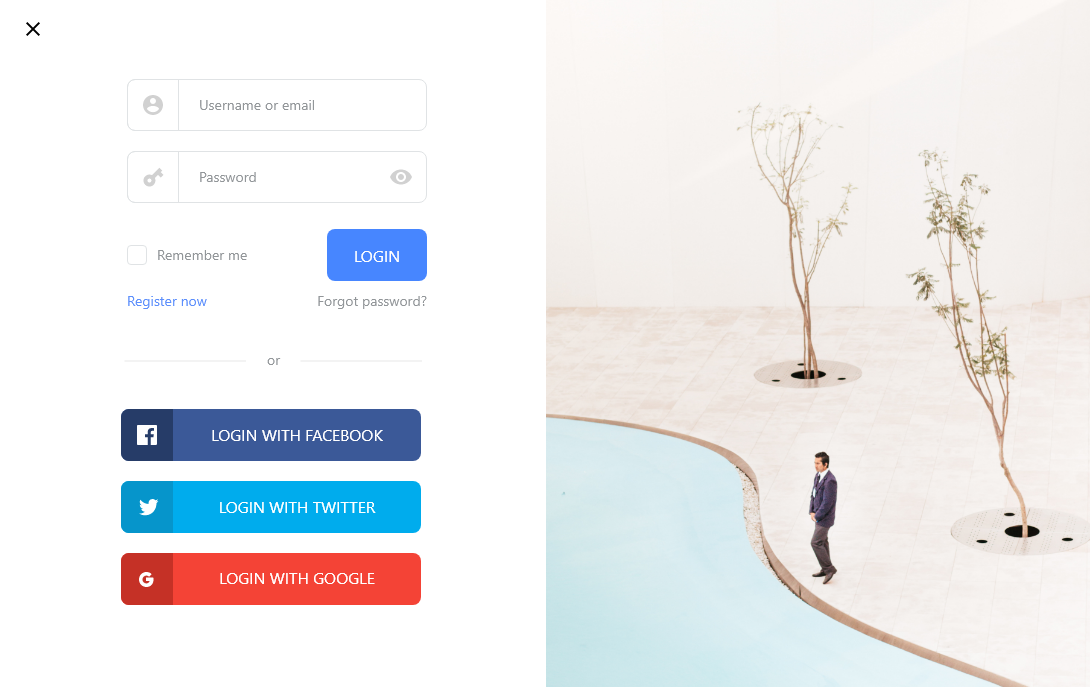 Username or email
Password
Remember me
LOGIN
Register now
Forgot password?
or
LOGIN WITH FACEBOOK
LOGIN WITH TWITTER
LOGIN WITH GOOGLE